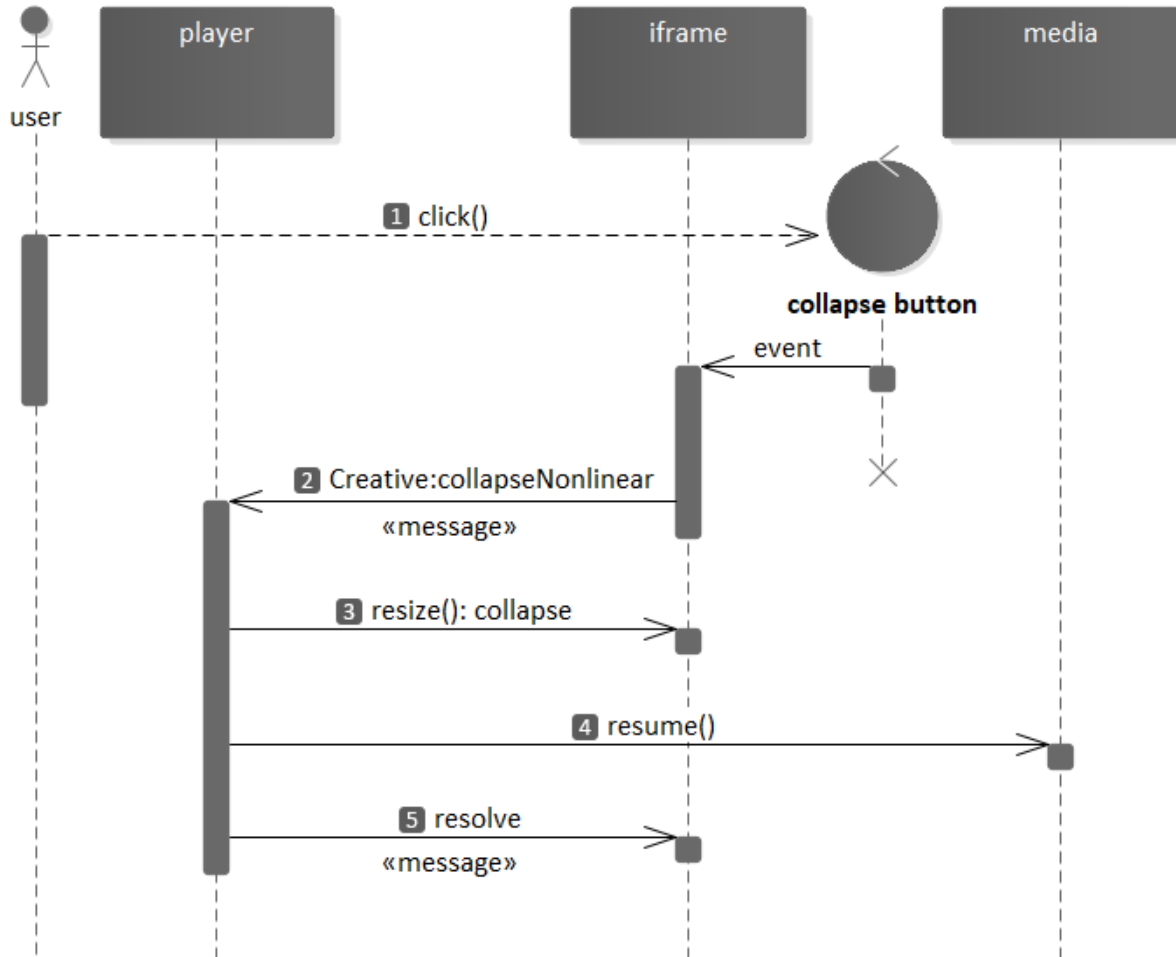 player
iframe
media
user
1 click()
collapse button
event
2 Creative:collapseNonlinear
«message»
3 resize(): collapse
4 resume()
5 resolve
«message»